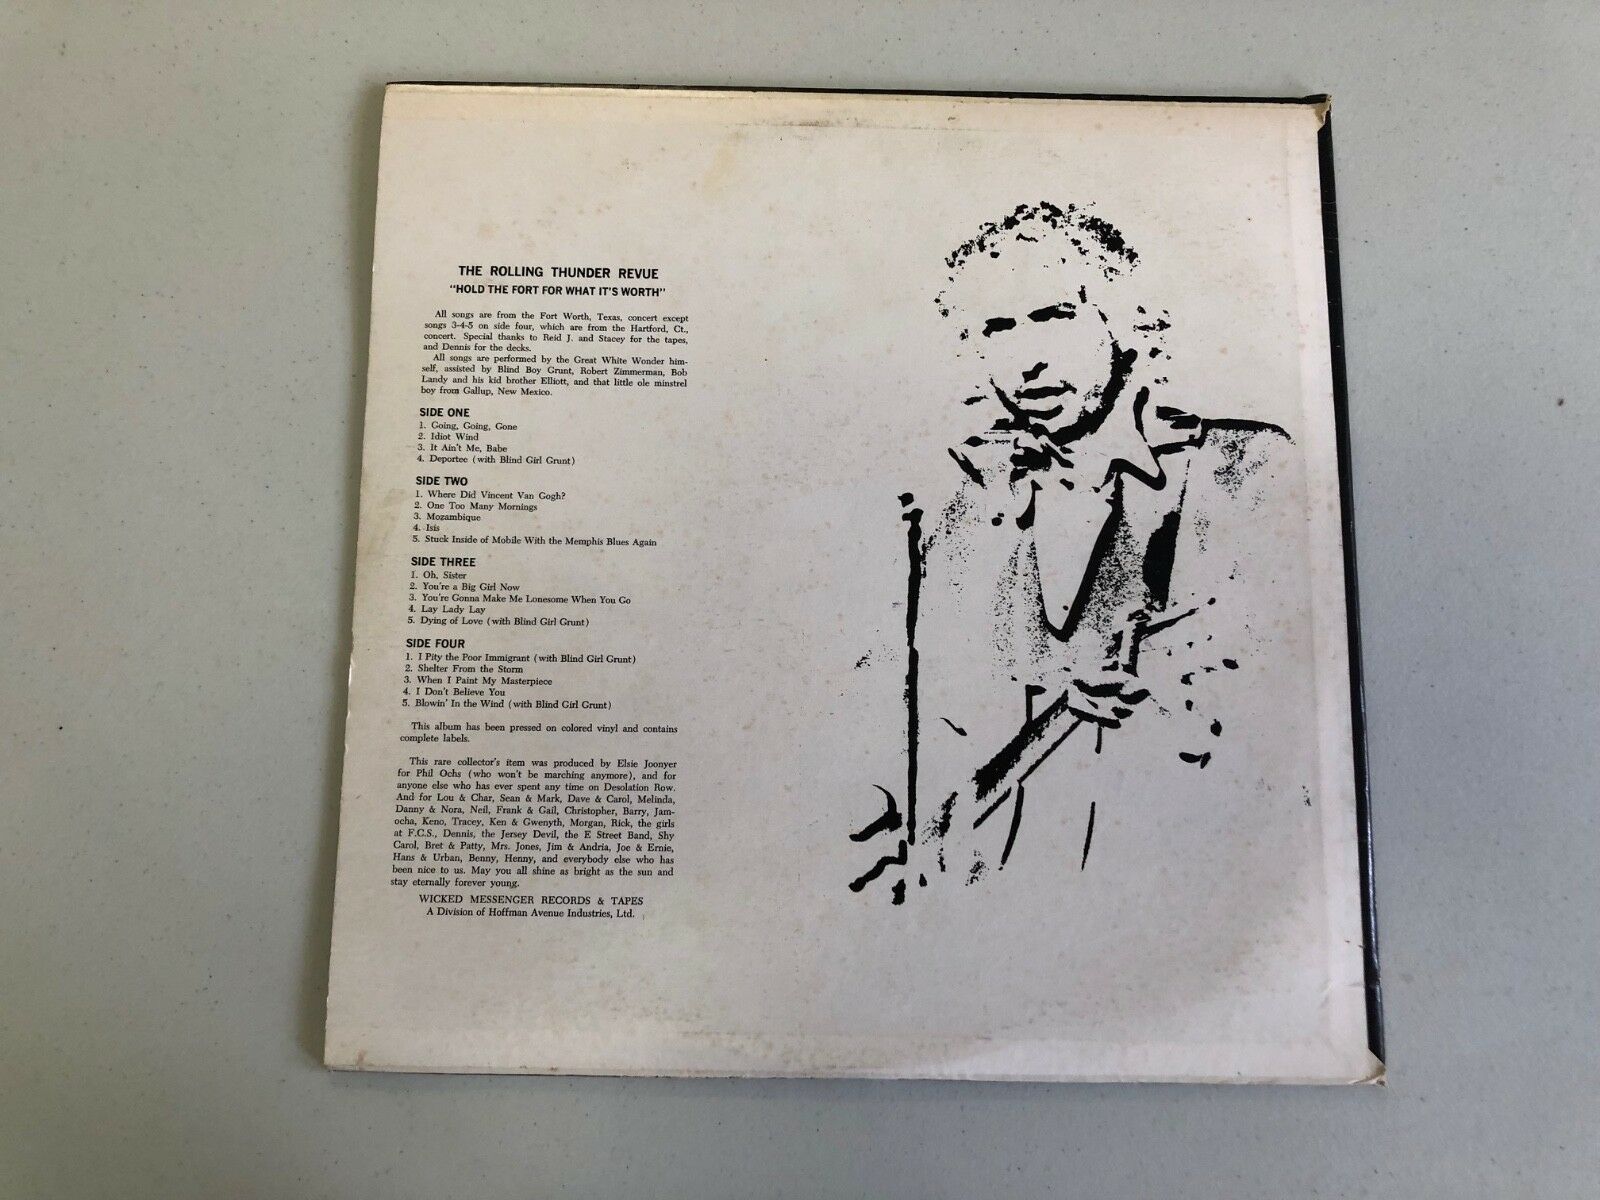 THE ROLLING THUNDER REVUE
"HOLD THE FORT FOR WHAT IT'S WORTH"
All songs are from the Fort Worth, Texas, concert except
songs 3-4-5 on side four, which are from the Hartford, Ct.,
concert. Special thanks to Reid J. and Stacey for the tapes,
and Dennis for the decks.
All songs are performed by the Great White Wonder him-
self, assisted by Blind Boy Grunt, Robert Zimmerman, Bob
Landy and his kid brother Elliott, and that little ole minstrel
boy from Gallup, New Mexico.
SIDE ONE
1. Going, Going, Gone
2. Idiot Wind
3. It Ain't Me, Babe
4. Deportee (with Blind Girl Grunt)
SIDE TWO
1. Where Did Vincent Van Gogh?
2. One Too Many Mornings
3. Mozambique
4. Isis
5. Stuck Inside of Mobile With the Memphis Blues Again
SIDE THREE
1. Oh, Sister
2. You're a Big Girl Now
3. You're Gonna Make Me Lonesome When You Go
4. Lay Lady Lay
5. Dying of Love (with Blind Girl Grunt)
SIDE FOUR
1. I Pity the Poor Immigrant (with Blind Girl Grunt)
2. Shelter From the Storm
3. When I Paint My Masterpiece
4. I Don't Believe You
5. Blowin' In the Wind (with Blind Girl Grunt)
This album has been pressed on colored vinyl and contains
complete labels.
This rare collector's item was produced by Elsie Joonyer
for Phil Ochs (who won't be marching anymore), and for
anyone else who has ever spent any time on Desolation Row.
And for Lou & Char, Sean & Mark, Dave & Carol, Melinda,
Danny & Nora, Neil, Frank & Gail, Christopher, Barry, Jam-
ocha, Keno, Tracey, Ken & Gwenyth, Morgan, Rick, the girls
at F.C.S., Dennis, the Jersey Devil, the E Street Band, Shy
Carol, Bret & Patty, Mrs. Jones, Jim & Andria, Joe & Ernie,
Hans & Urban, Benny, Henny, and everybody else who has
been nice to us. May you all shine as bright as the sun and
stay eternally forever young.
WICKED MESSENGER RECORDS & TAPES
A Division of Hoffman Avenue Industries, Ltd.